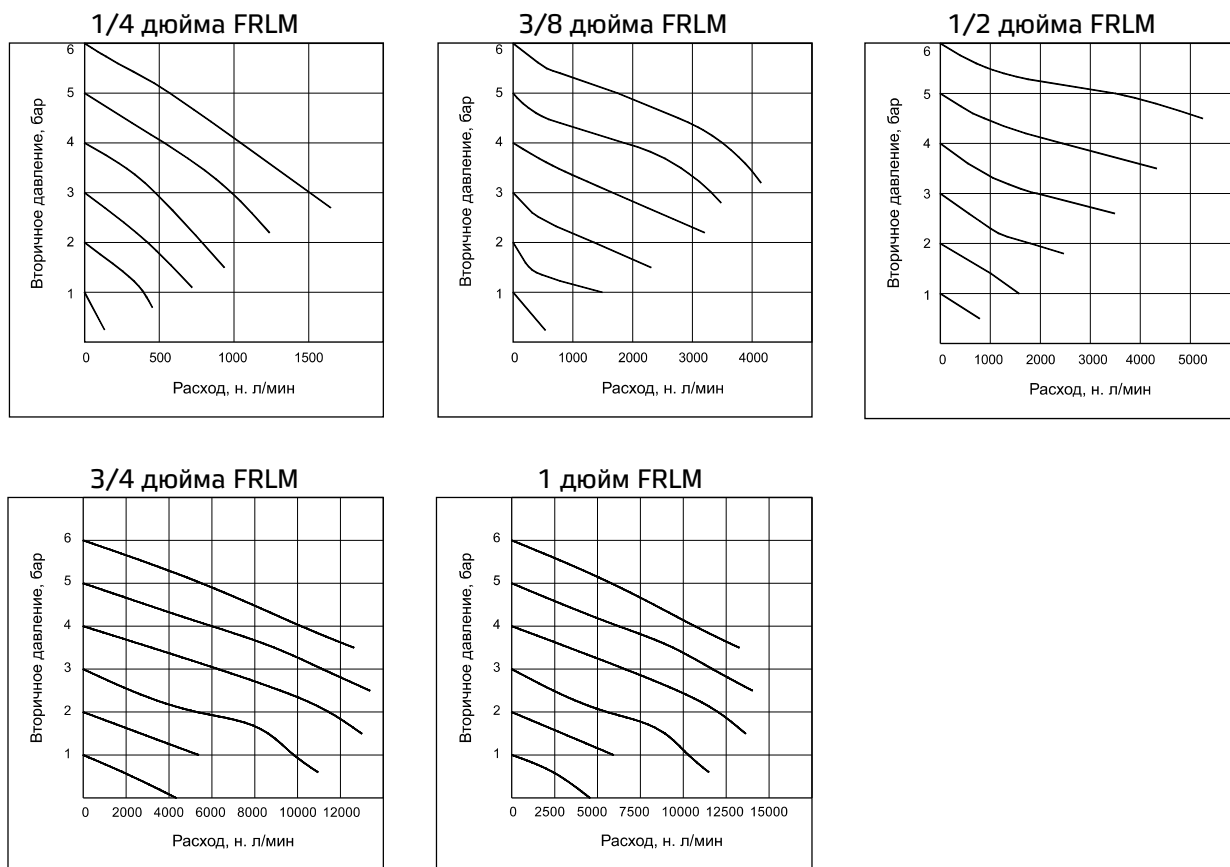 1/4 дюйма FRLM
6
5
4
3
2
1
Вторичное давление, бар
0 500 1000 1500
Расход, н. л/мин
3/8 дюйма FRLM
6
5
4
3
2
1
Вторичное давление, бар
0 1000 2000 3000 4000
Расход, н. л/мин
1/2 дюйма FRLM
6
5
4
3
2
1
Вторичное давление, бар
0 1000 2000 3000 4000 5000
Расход, н. л/мин
3/4 дюйма FRLM
6
5
4
3
2
1
Вторичное давление, бар
0 2000 4000 6000 8000 10000 12000
Расход, н. л/мин
1 дюйм FRLM
6
5
4
3
2
1
Вторичное давление, бар
0 2500 5000 7500 10000 12500 15000
Расход, н. л/мин